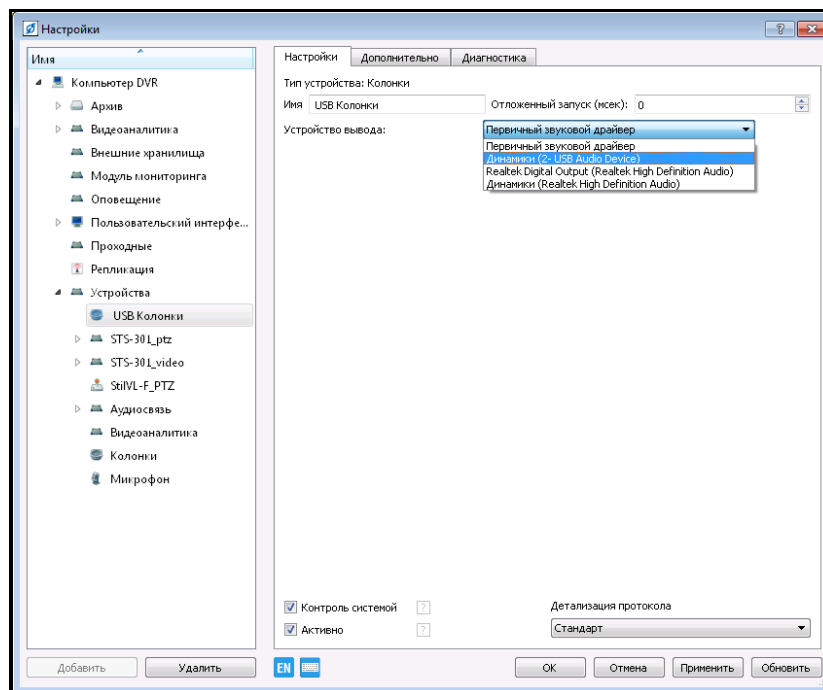 Настройки
Имя
Компьютер DVR
Архив
Видеоаналитика
Внешние хранилища
Модуль мониторинга
Оповещение
Пользовательский интерфе...
Проходные
Репликация
Устройства
USB Колонки
STS-301_ptz
STS-301_video
StilVL-F_PTZ
Аудиосвязь
Видеоаналитика
Колонки
Микрофон
Добавить Удалить
Настройки Дополнительно Диагностика
Тип устройства: Колонки
Имя USB Колонки Отложенный запуск (мсек): 0
Устройство вывода: Первичный звуковой драйвер
Первичный звуковой драйвер
Динамики (2- USB Audio Device)
Realtek Digital Output (Realtek High Definition Audio)
Динамики (Realtek High Definition Audio)
Контроль системой ? Детализация протокола
Активно ? Стандарт
EN ОК Отмена Применить Обновить